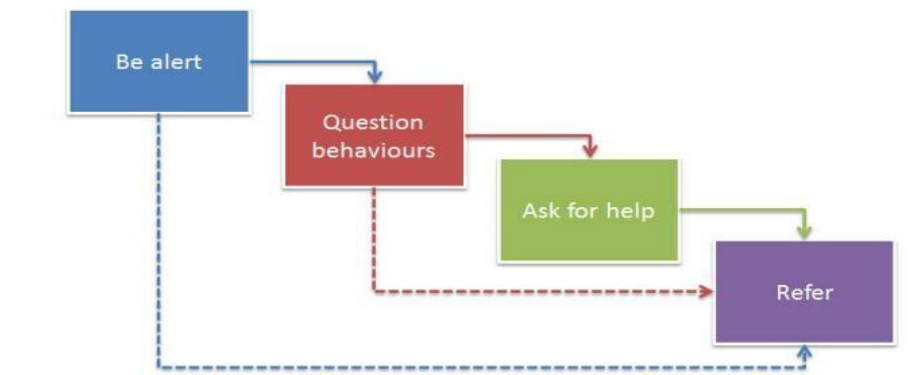 Be alert
Question
behaviours
Ask for help
Refer